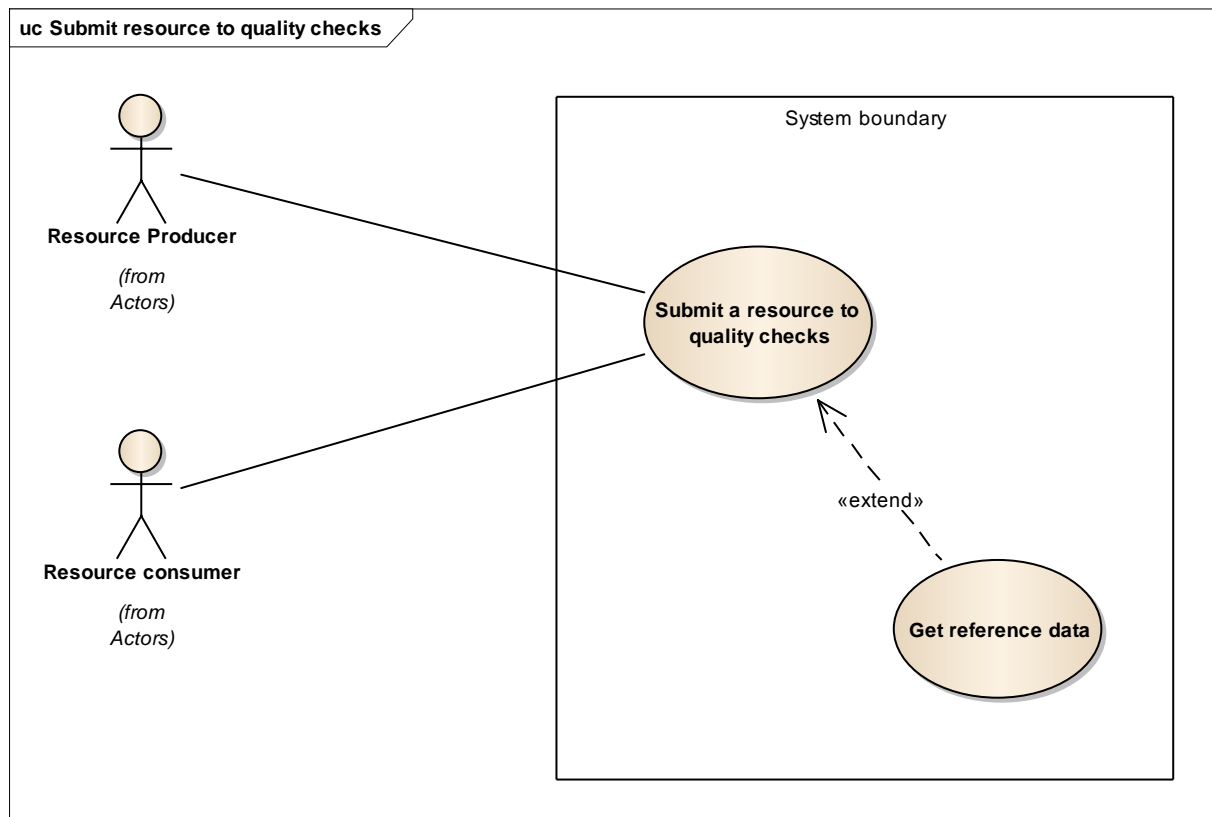 uc Submit resource to quality checks
System boundary
Resource Producer
(from
Actors)
Submit a resource to
quality checks
Resource consumer
(from
Actors)
«extend»
Get reference data